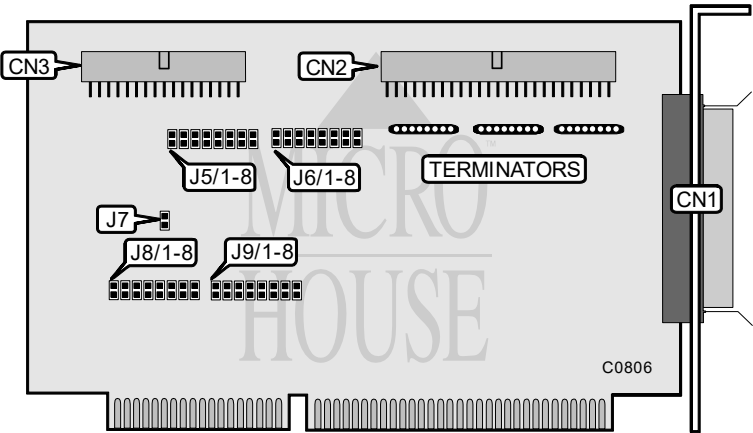 CN3
CN2
J5/1-8
J6/1-8
TERMINATORS
CN1
J7
J8/1-8
J9/1-8
MICRO
™
HOUSE
C0806